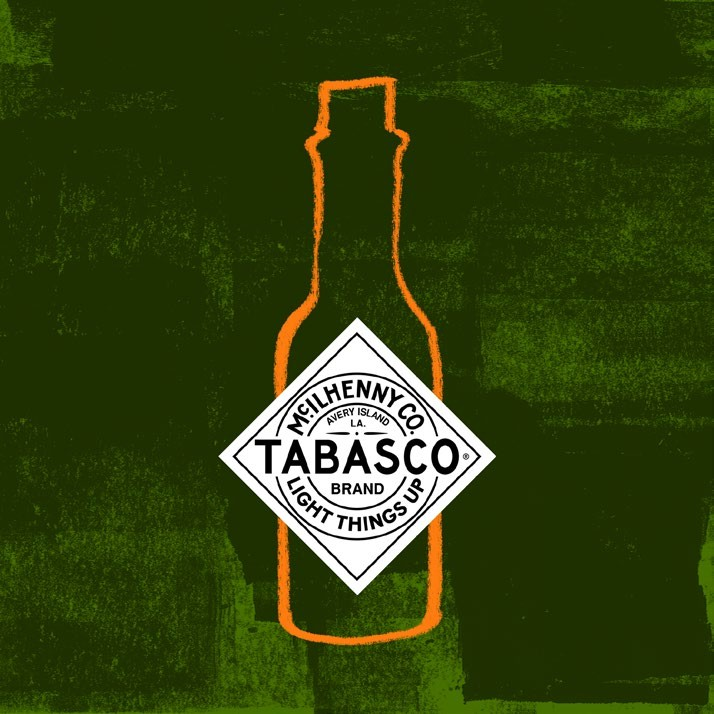 McILHENNY CO.
AVERY ISLAND
LA.
TABASCO®
BRAND
LIGHT THINGS UP